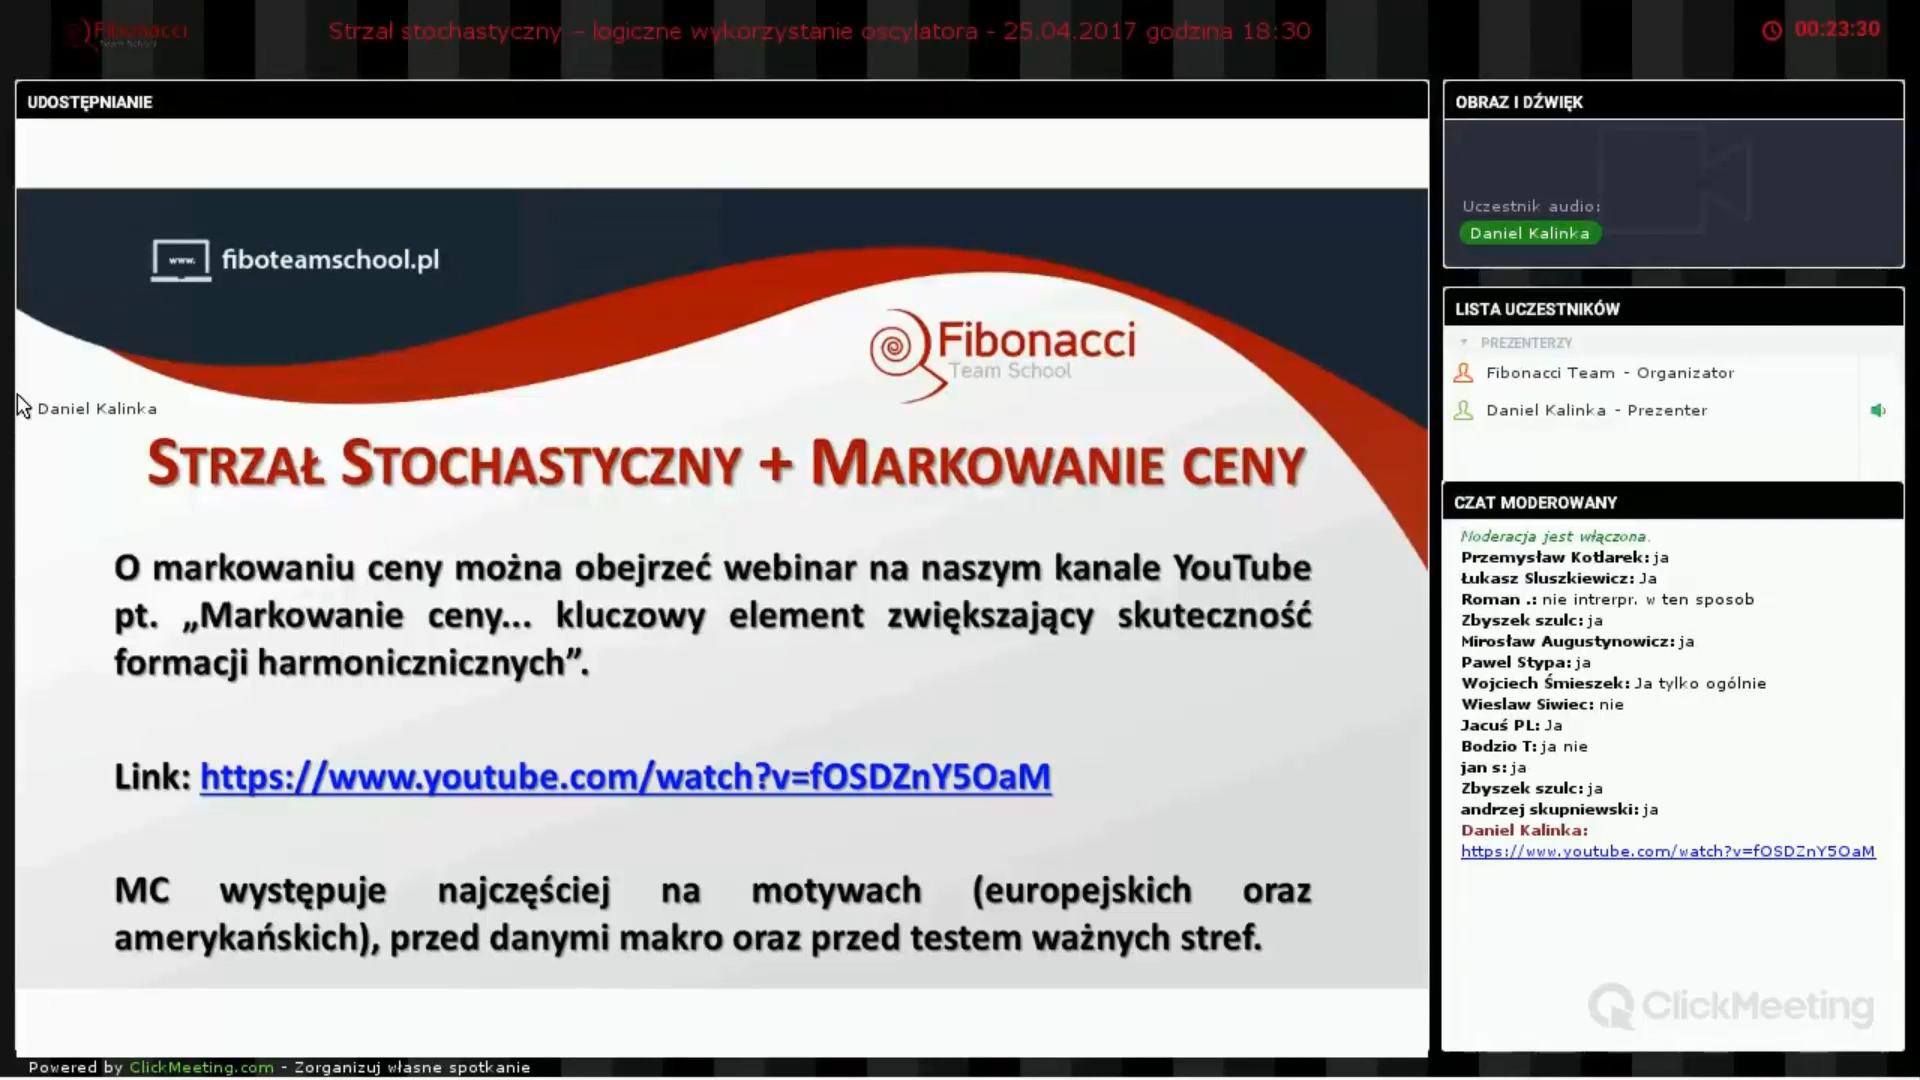 Fibonacci
Team School
Strzał stochastyczny – logiczne wykorzystanie oscylatora - 25.04.2017 godzina 18:30
00:23:30
UDOSTĘPNIANIE
www.
fiboteamschool.pl
Fibonacci
Team School
Daniel Kalinka
STRZAŁ STOCHASTYCZNY + MARKOWANIE CENY
O markowaniu ceny można obejrzeć webinar na naszym kanale YouTube
pt. „Markowanie ceny... kluczowy element zwiększający skuteczność
formacji harmonicznicznych”.
Link: https://www.youtube.com/watch?v=fOSDZnY5OaM
MC występuje najczęściej na motywach (europejskich oraz
amerykańskich), przed danymi makro oraz przed testem ważnych stref.
OBRAZ I DŹWIĘK
Uczestnik audio:
Daniel Kalinka
LISTA UCZESTNIKÓW
PREZENTERZY
Fibonacci Team - Organizator
Daniel Kalinka - Prezenter
CZAT MODEROWANY
Moderacja jest włączona.
Przemysław Kotlarek: ja
Łukasz Sluszkiewicz: Ja
Roman .: nie intrerpr. w ten sposob
Zbyszek szulc: ja
Mirosław Augustynowicz: ja
Pawel Stypa: ja
Wojciech Śmieszek: Ja tylko ogólnie
Wieslaw Siwiec: nie
Jacuś PL: Ja
Bodzio T: ja nie
jan s: ja
Zbyszek szulc: ja
andrzej skupniewski: ja
Daniel Kalinka:
https://www.youtube.com/watch?v=fOSDZnY5OaM
ClickMeeting
Powered by ClickMeeting.com - Zorganizuj własne spotkanie